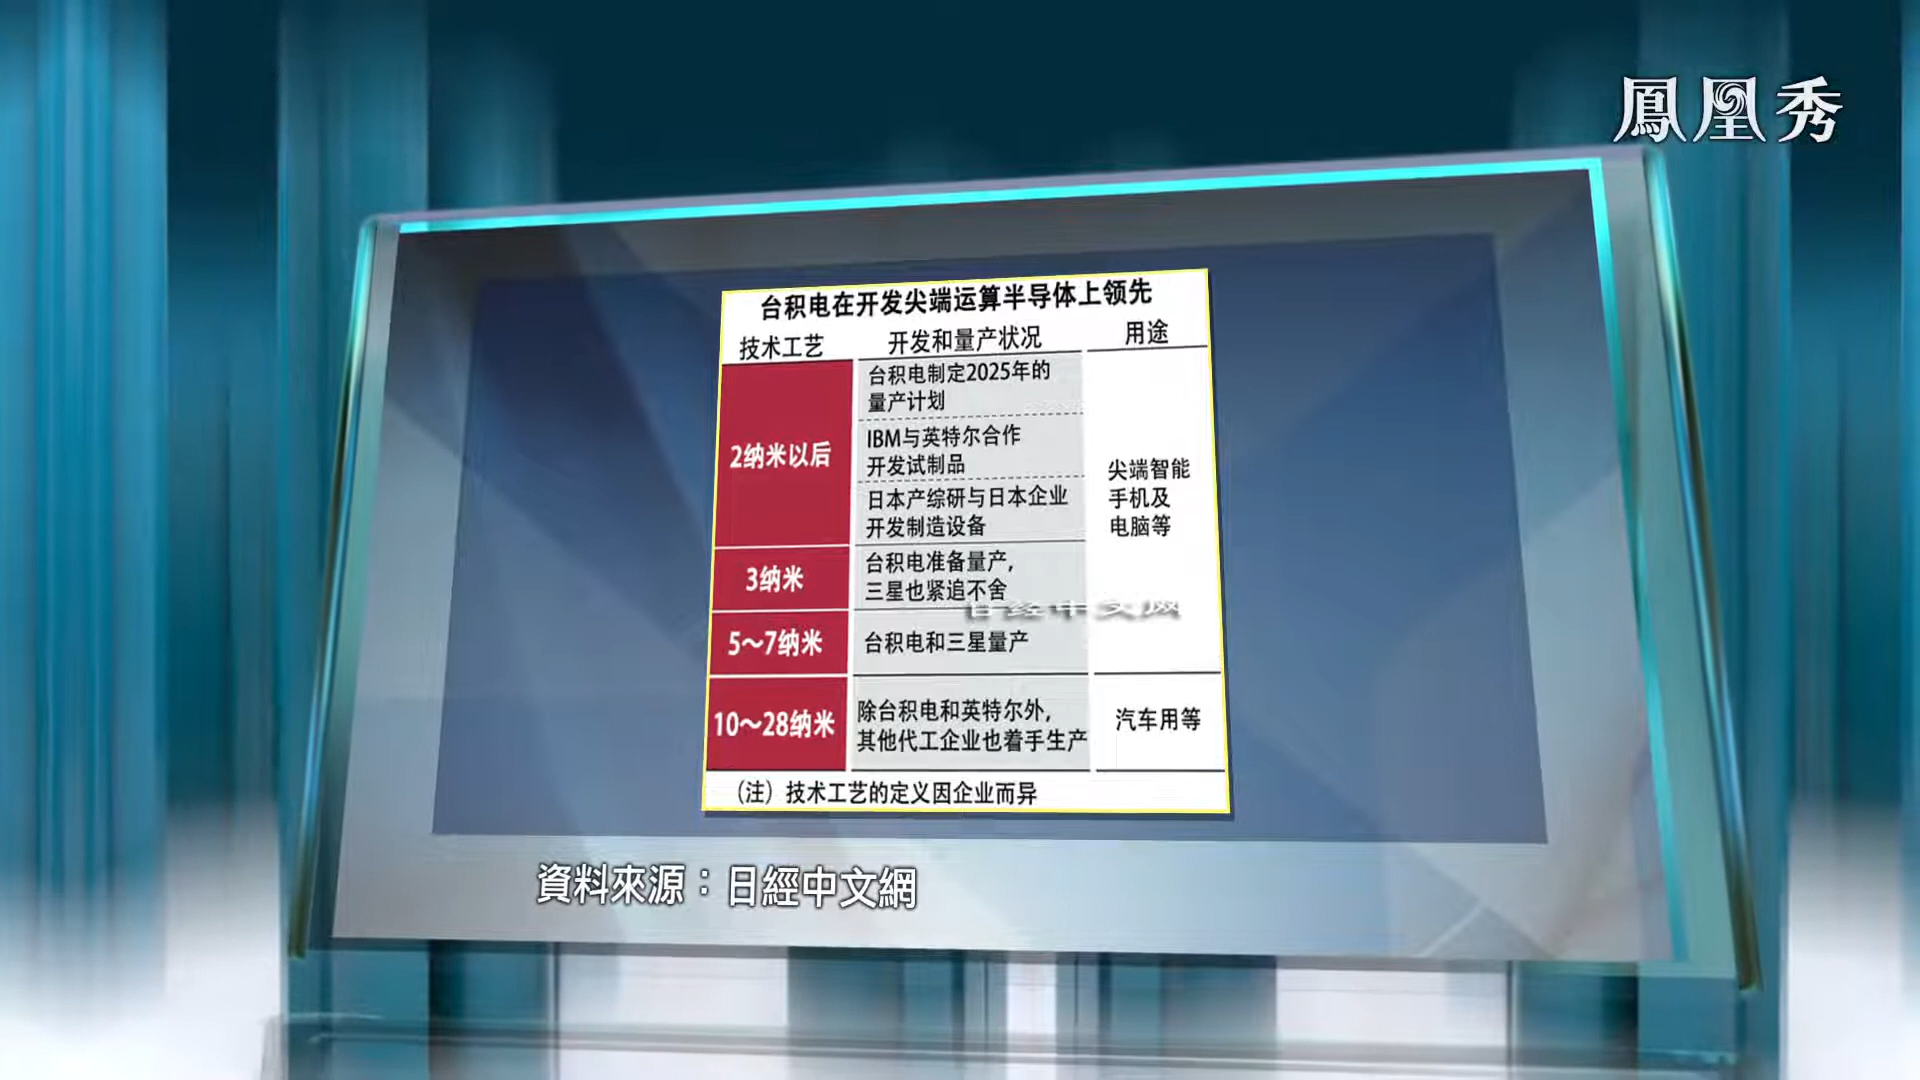 鳳凰秀
台积电在开发尖端运算半导体上领先
技术工艺 开发和量产状况 用途
2纳米以后
台积电制定2025年的
量产计划
IBM与英特尔合作
开发试制品
日本产综研与日本企业
开发制造设备
尖端智能
手机及
电脑等
3纳米
台积电准备量产,
三星也紧追不舍
日经中文网
5～7纳米
台积电和三星量产
10～28纳米
除台积电和英特尔外,
其他代工企业也着手生产
汽车用等
（注）技术工艺的定义因企业而异
資料來源：日經中文網